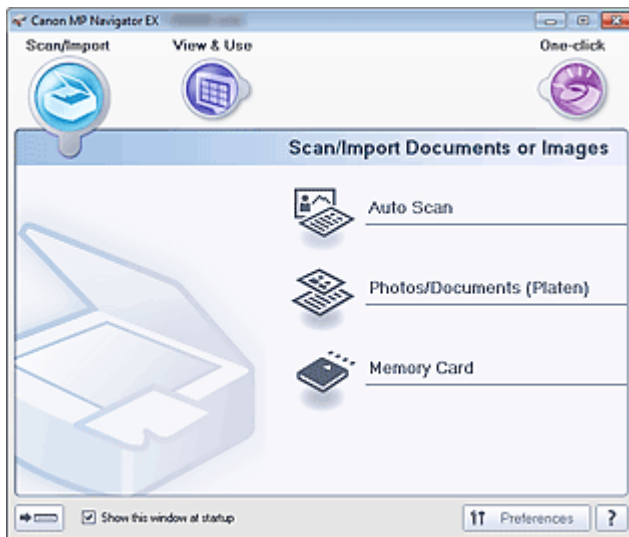 Canon MP Navigator EX
Scan/Import
View & Use
One-click
Scan/Import Documents or Images
Auto Scan
Photos/Documents (Platen)
Memory Card
Show this window at startup
Preferences
?